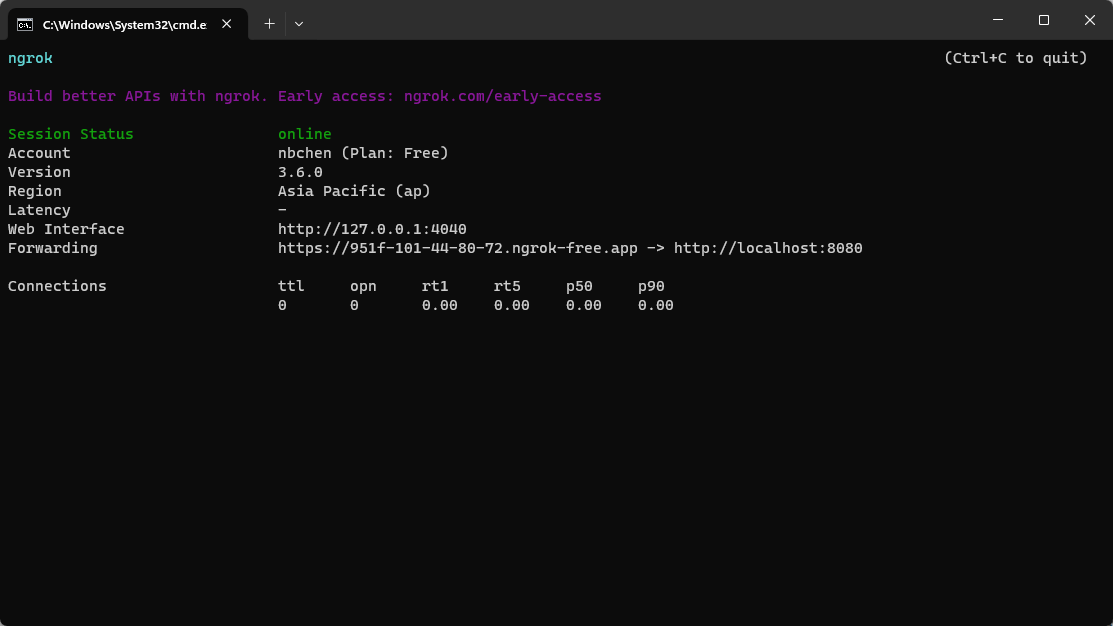 C:\Windows\System32\cmd.e
ngrok (Ctrl+C to quit)
Build better APIs with ngrok. Early access: ngrok.com/early-access
Session Status online
Account nbchen (Plan: Free)
Version 3.6.0
Region Asia Pacific (ap)
Latency -
Web Interface http://127.0.0.1:4040
Forwarding https://951f-101-44-80-72.ngrok-free.app -> http://localhost:8080
Connections ttl opn rt1 rt5 p50 p90
0 0 0.00 0.00 0.00 0.00